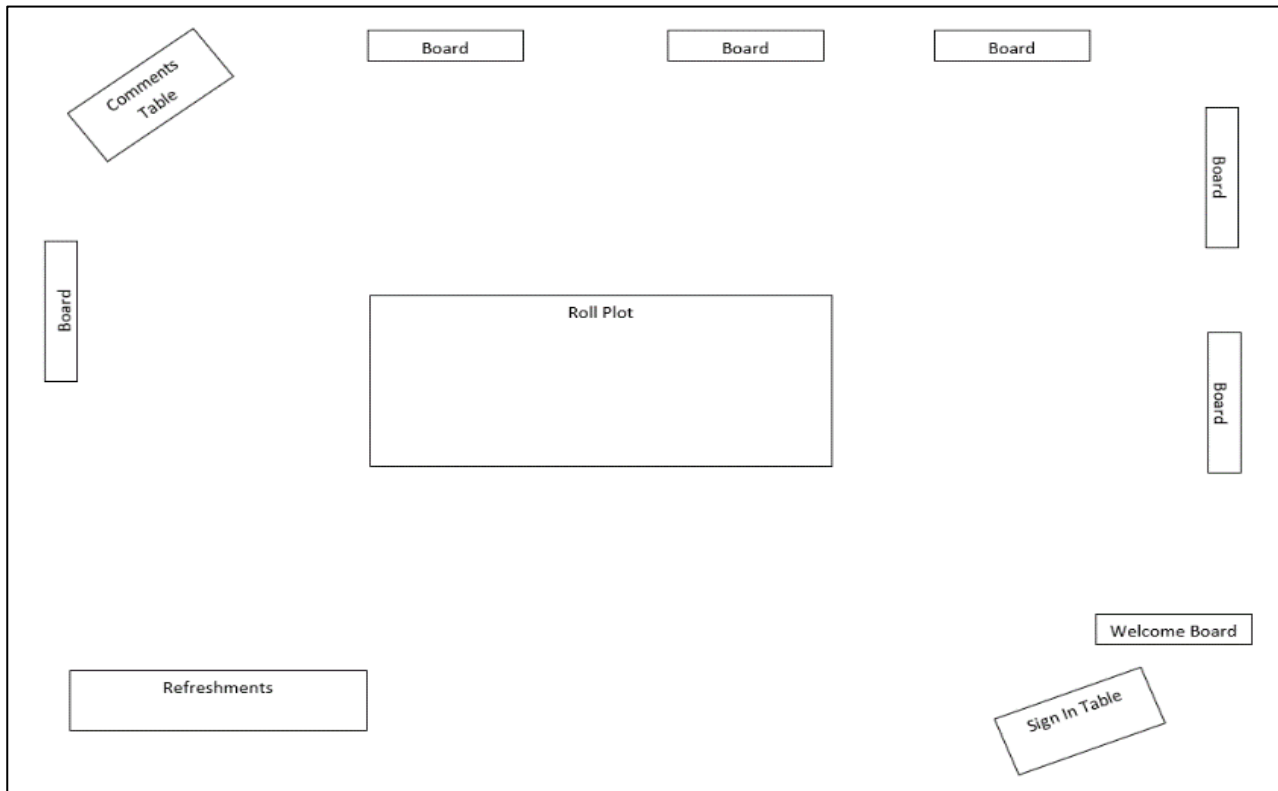 Board
Board
Board
Comments
Table
Board
Board
Roll Plot
Board
Welcome Board
Refreshments
Sign In Table